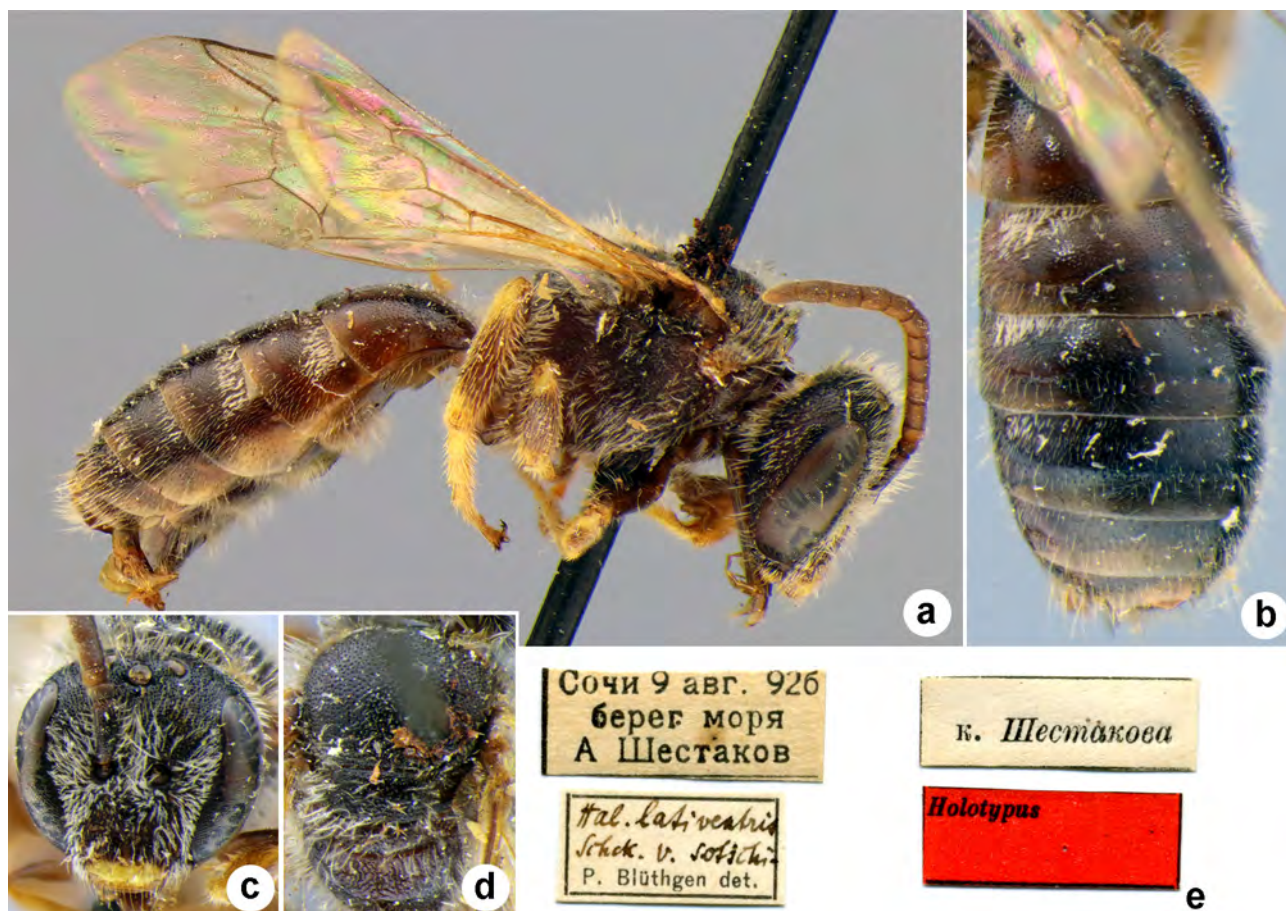 a
b
c
d
Сочи 9 авг. 926
берег моря
А Шестаков
к. Шестакова
Hal. lativentris
Schck. v. sotschi-
P. Blüthgen det.
Holotypus
e